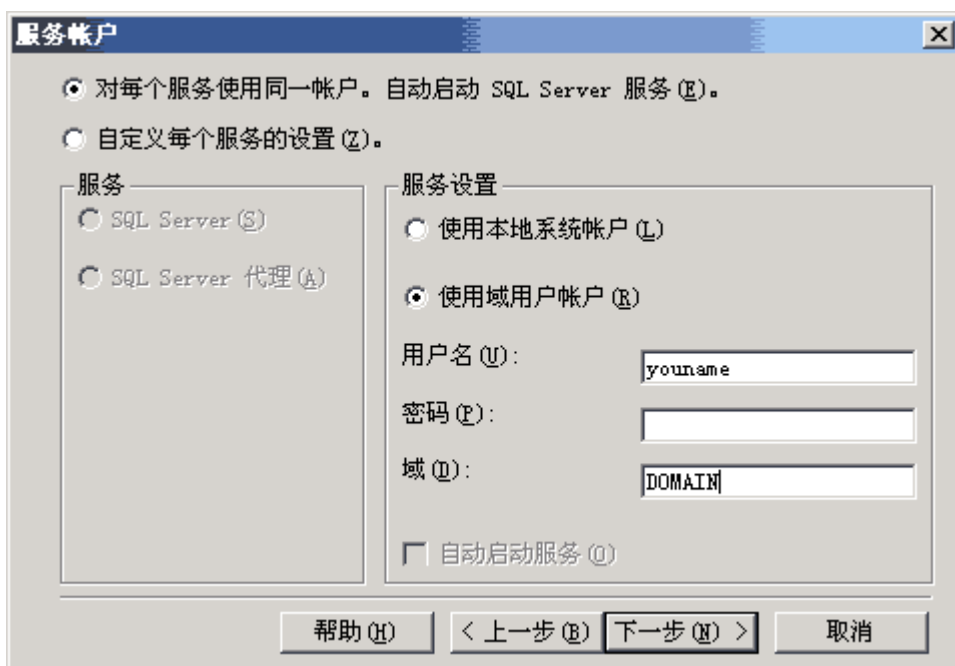 服务帐户
对每个服务使用同一帐户。自动启动 SQL Server 服务(E)。
自定义每个服务的设置(Z)。
服务
SQL Server(S)
SQL Server 代理(A)
服务设置
使用本地系统帐户(L)
使用域用户帐户(R)
用户名(U): youname
密码(P):
域(D): DOMAIN
自动启动服务(O)
帮助(H) < 上一步(B) 下一步(N) > 取消